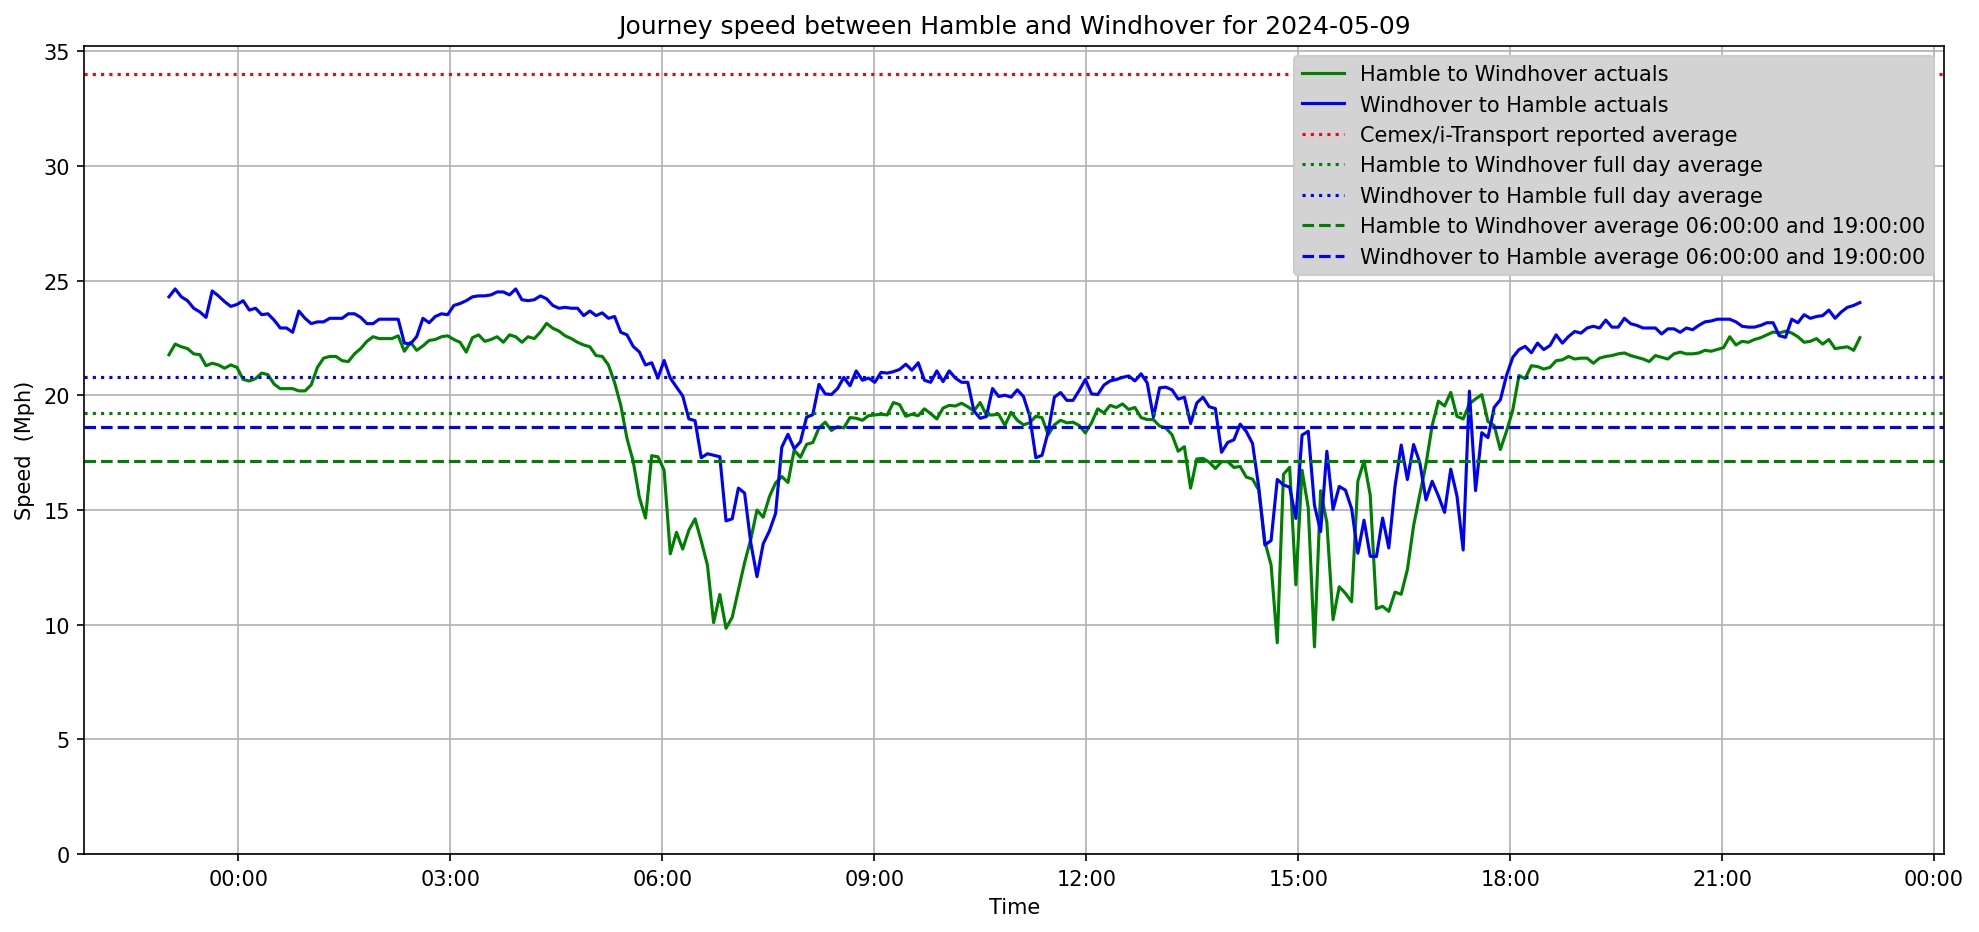 Journey speed between Hamble and Windhover for 2024-05-09
35
30
25
20
15
10
5
0
Speed (Mph)
Hamble to Windhover actuals
Windhover to Hamble actuals
Cemex/i-Transport reported average
Hamble to Windhover full day average
Windhover to Hamble full day average
Hamble to Windhover average 06:00:00 and 19:00:00
Windhover to Hamble average 06:00:00 and 19:00:00
00:00 03:00 06:00 09:00 12:00 15:00 18:00 21:00 00:00
Time